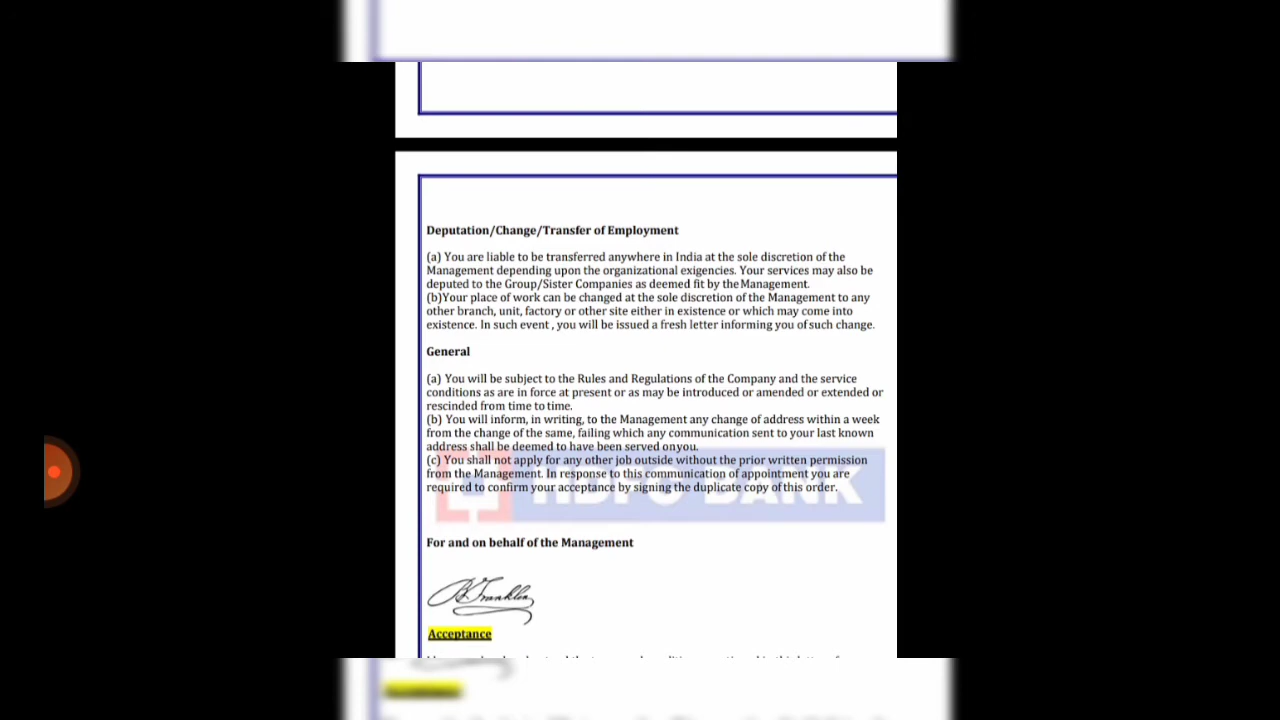 Deputation/Change/Transfer of Employment
(a) You are liable to be transferred anywhere in India at the sole discretion of the
Management depending upon the organizational exigencies. Your services may also be
deputed to the Group/Sister Companies as deemed fit by the Management.
(b)Your place of work can be changed at the sole discretion of the Management to any
other branch, unit, factory or other site either in existence or which may come into
existence. In such event , you will be issued a fresh letter informing you of such change.
General
(a) You will be subject to the Rules and Regulations of the Company and the service
conditions as are in force at present or as may be introduced or amended or extended or
rescinded from time to time.
(b) You will inform, in writing, to the Management any change of address within a week
from the change of the same, failing which any communication sent to your last known
address shall be deemed to have been served on you.
(c) You shall not apply for any other job outside without the prior written permission
from the Management. In response to this communication of appointment you are
required to confirm your acceptance by signing the duplicate copy of this order.
HDFC BANK
For and on behalf of the Management
B Franklin
Acceptance